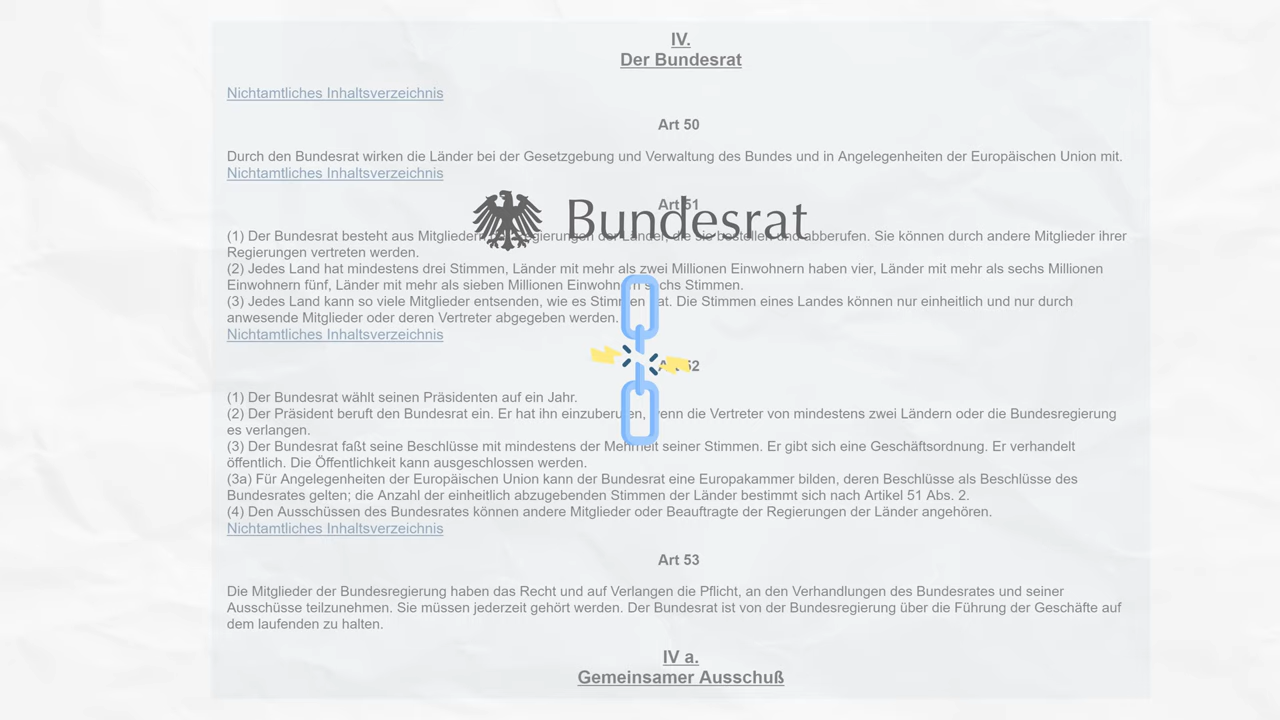 IV.
Der Bundesrat
Nichtamtliches Inhaltsverzeichnis
Art 50
Durch den Bundesrat wirken die Länder bei der Gesetzgebung und Verwaltung des Bundes und in Angelegenheiten der Europäischen Union mit.
Nichtamtliches Inhaltsverzeichnis
Art 51
Bundesrat
(1) Der Bundesrat besteht aus Mitgliedern der Regierungen der Länder, die sie bestellen und abberufen. Sie können durch andere Mitglieder ihrer
Regierungen vertreten werden.
(2) Jedes Land hat mindestens drei Stimmen, Länder mit mehr als zwei Millionen Einwohnern haben vier, Länder mit mehr als sechs Millionen
Einwohnern fünf, Länder mit mehr als sieben Millionen Einwohnern sechs Stimmen.
(3) Jedes Land kann so viele Mitglieder entsenden, wie es Stimmen hat. Die Stimmen eines Landes können nur einheitlich und nur durch
anwesende Mitglieder oder deren Vertreter abgegeben werden.
Nichtamtliches Inhaltsverzeichnis
Art 52
(1) Der Bundesrat wählt seinen Präsidenten auf ein Jahr.
(2) Der Präsident beruft den Bundesrat ein. Er hat ihn einzuberufen, wenn die Vertreter von mindestens zwei Ländern oder die Bundesregierung
es verlangen.
(3) Der Bundesrat faßt seine Beschlüsse mit mindestens der Mehrheit seiner Stimmen. Er gibt sich eine Geschäftsordnung. Er verhandelt
öffentlich. Die Öffentlichkeit kann ausgeschlossen werden.
(3a) Für Angelegenheiten der Europäischen Union kann der Bundesrat eine Europakammer bilden, deren Beschlüsse als Beschlüsse des
Bundesrates gelten; die Anzahl der einheitlich abzugebenden Stimmen der Länder bestimmt sich nach Artikel 51 Abs. 2.
(4) Den Ausschüssen des Bundesrates können andere Mitglieder oder Beauftragte der Regierungen der Länder angehören.
Nichtamtliches Inhaltsverzeichnis
Art 53
Die Mitglieder der Bundesregierung haben das Recht und auf Verlangen die Pflicht, an den Verhandlungen des Bundesrates und seiner
Ausschüsse teilzunehmen. Sie müssen jederzeit gehört werden. Der Bundesrat ist von der Bundesregierung über die Führung der Geschäfte auf
dem laufenden zu halten.
IV a.
Gemeinsamer Ausschuß